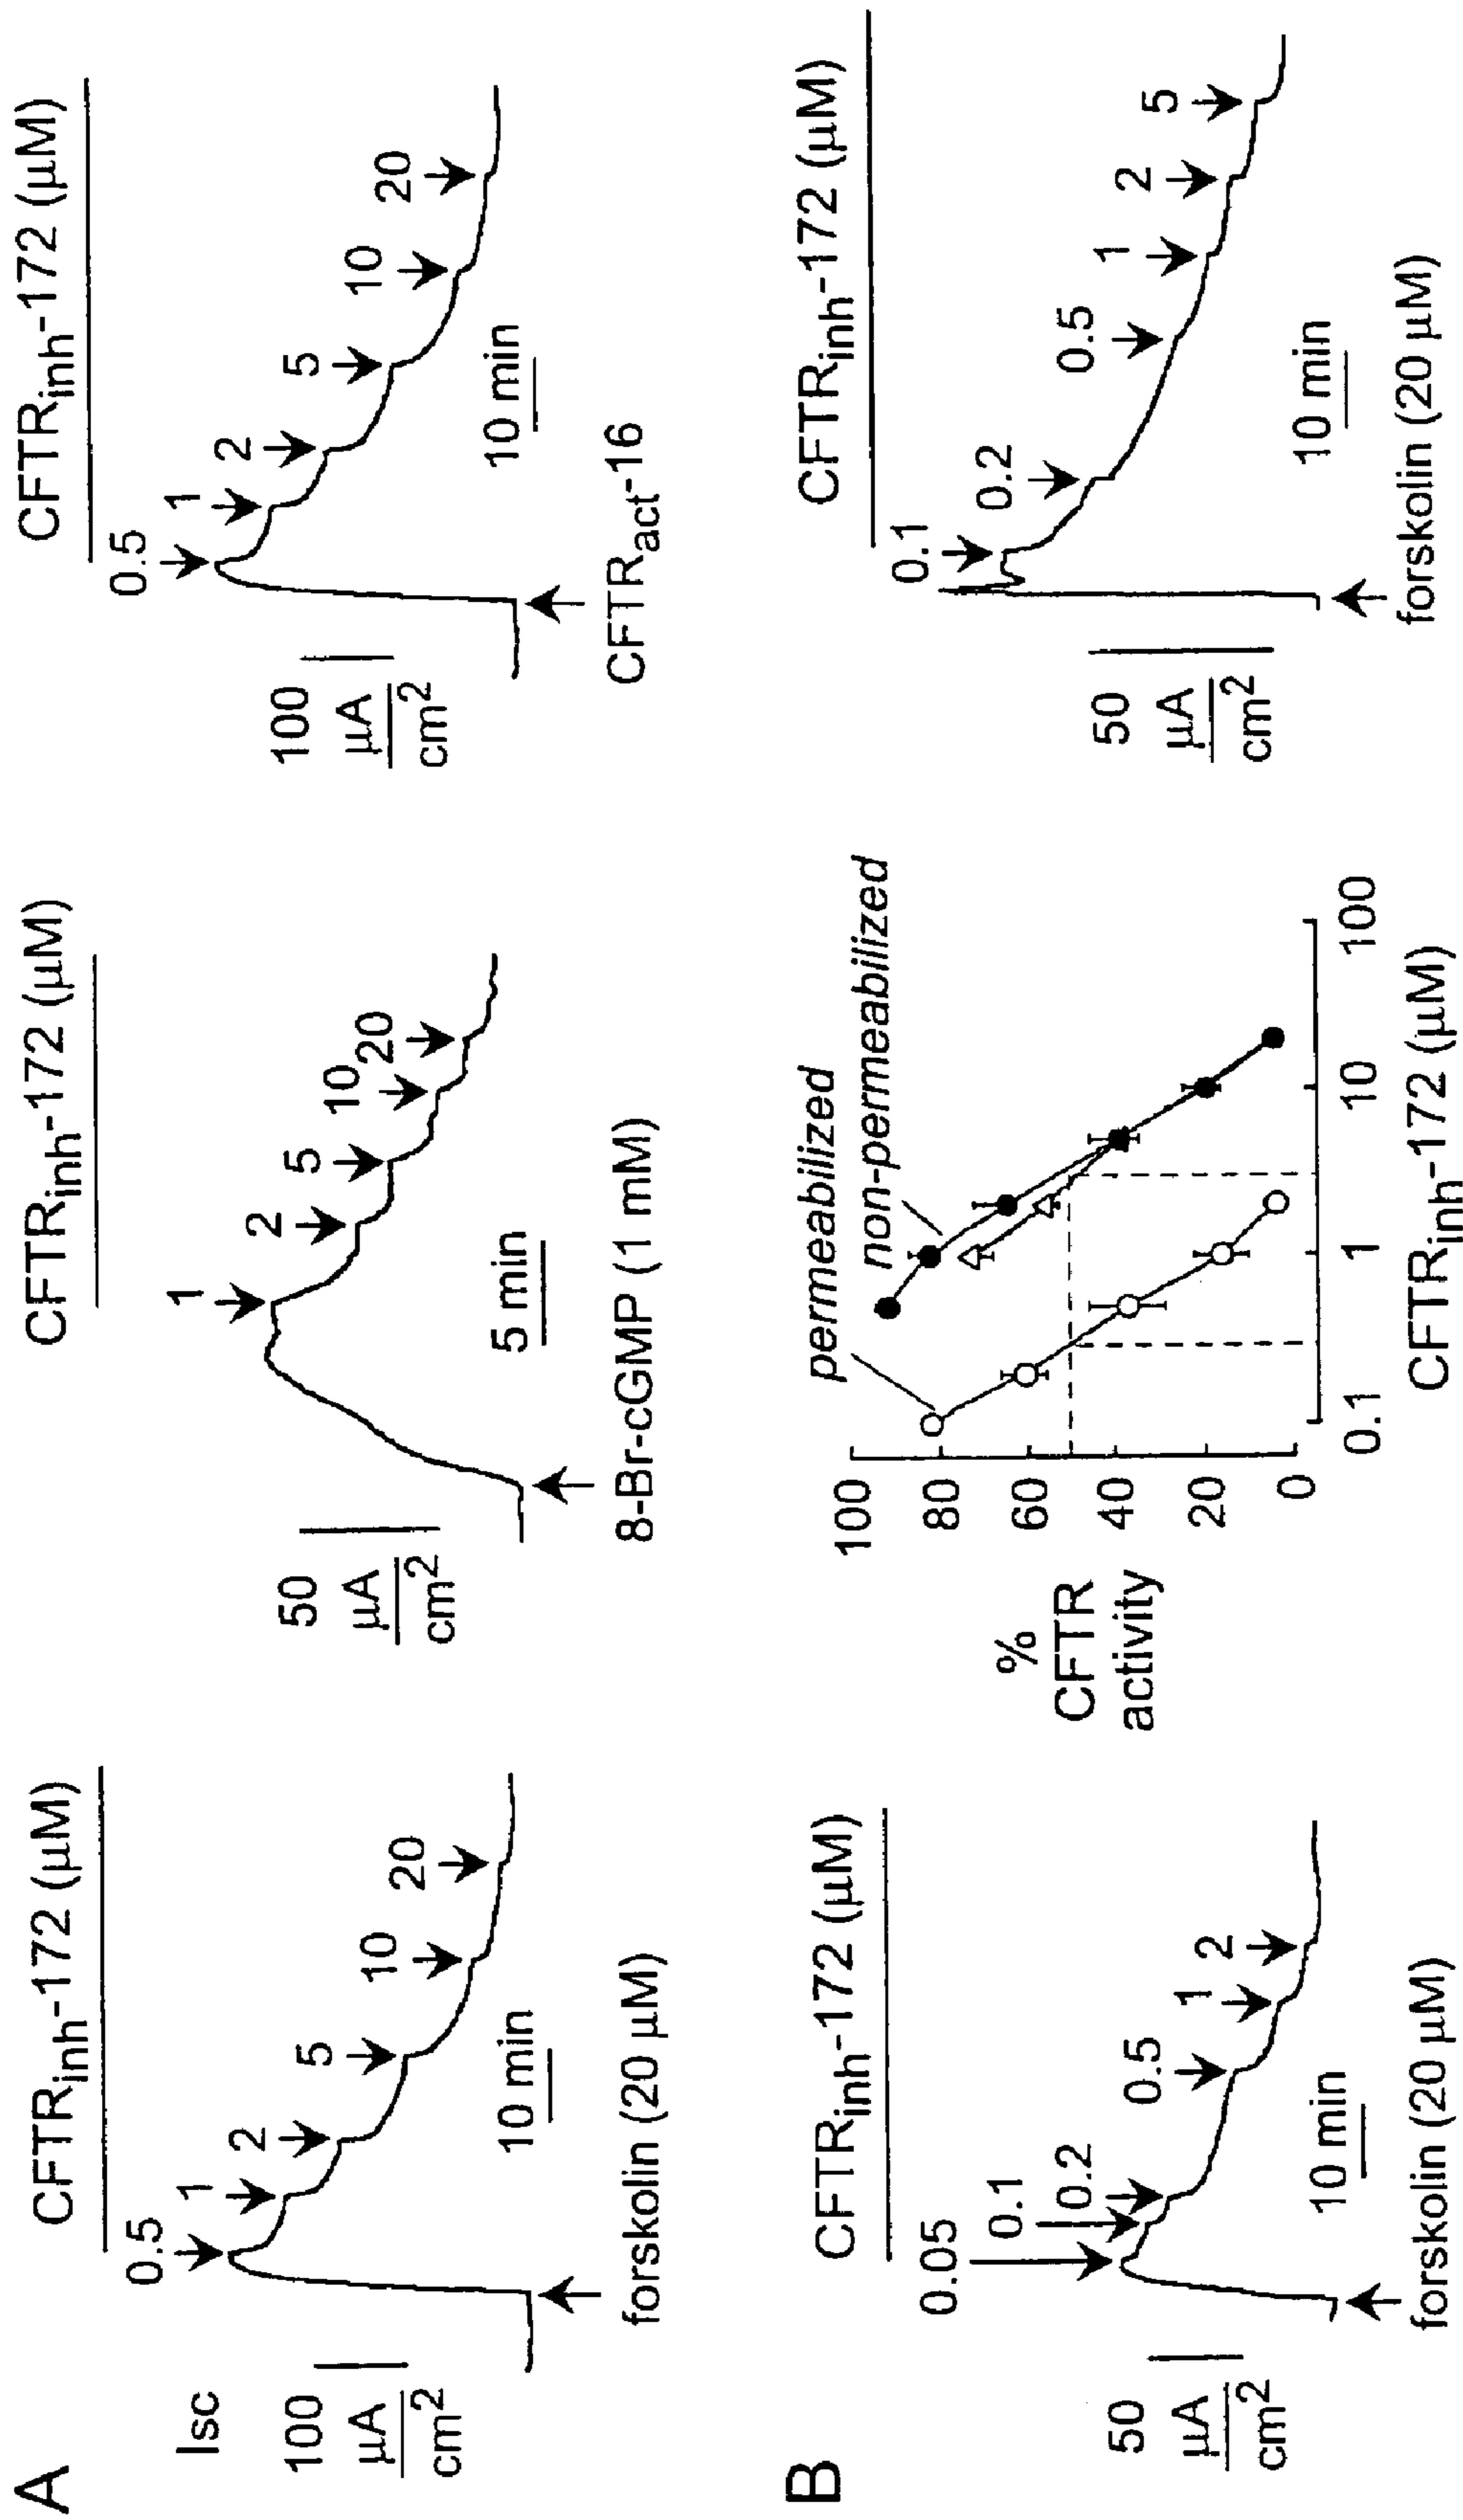 A
CFTRinh-172 (μM)
0.5
1
2
5
10
20
Isc
100
μA
cm2
10 min
forskolin (20 μM)
CFTRinh-172 (μM)
1
2
5
10
20
50
μA
cm2
5 min
8-Br-cGMP (1 mM)
CFTRinh-172 (μM)
0.5
1
2
5
10
20
100
μA
cm2
10 min
CFTRact-16
B
CFTRinh-172 (μM)
0.05
0.1
0.2
0.5
1
2
50
μA
cm2
10 min
forskolin (20 μM)
permeabilized
non-permeabilized
%
CFTR
activity
100
80
60
40
20
0
0.1
1
10
100
CFTRinh-172 (μM)
CFTRinh-172 (μM)
0.1
0.2
0.5
1
2
5
50
μA
cm2
10 min
forskolin (20 μM)